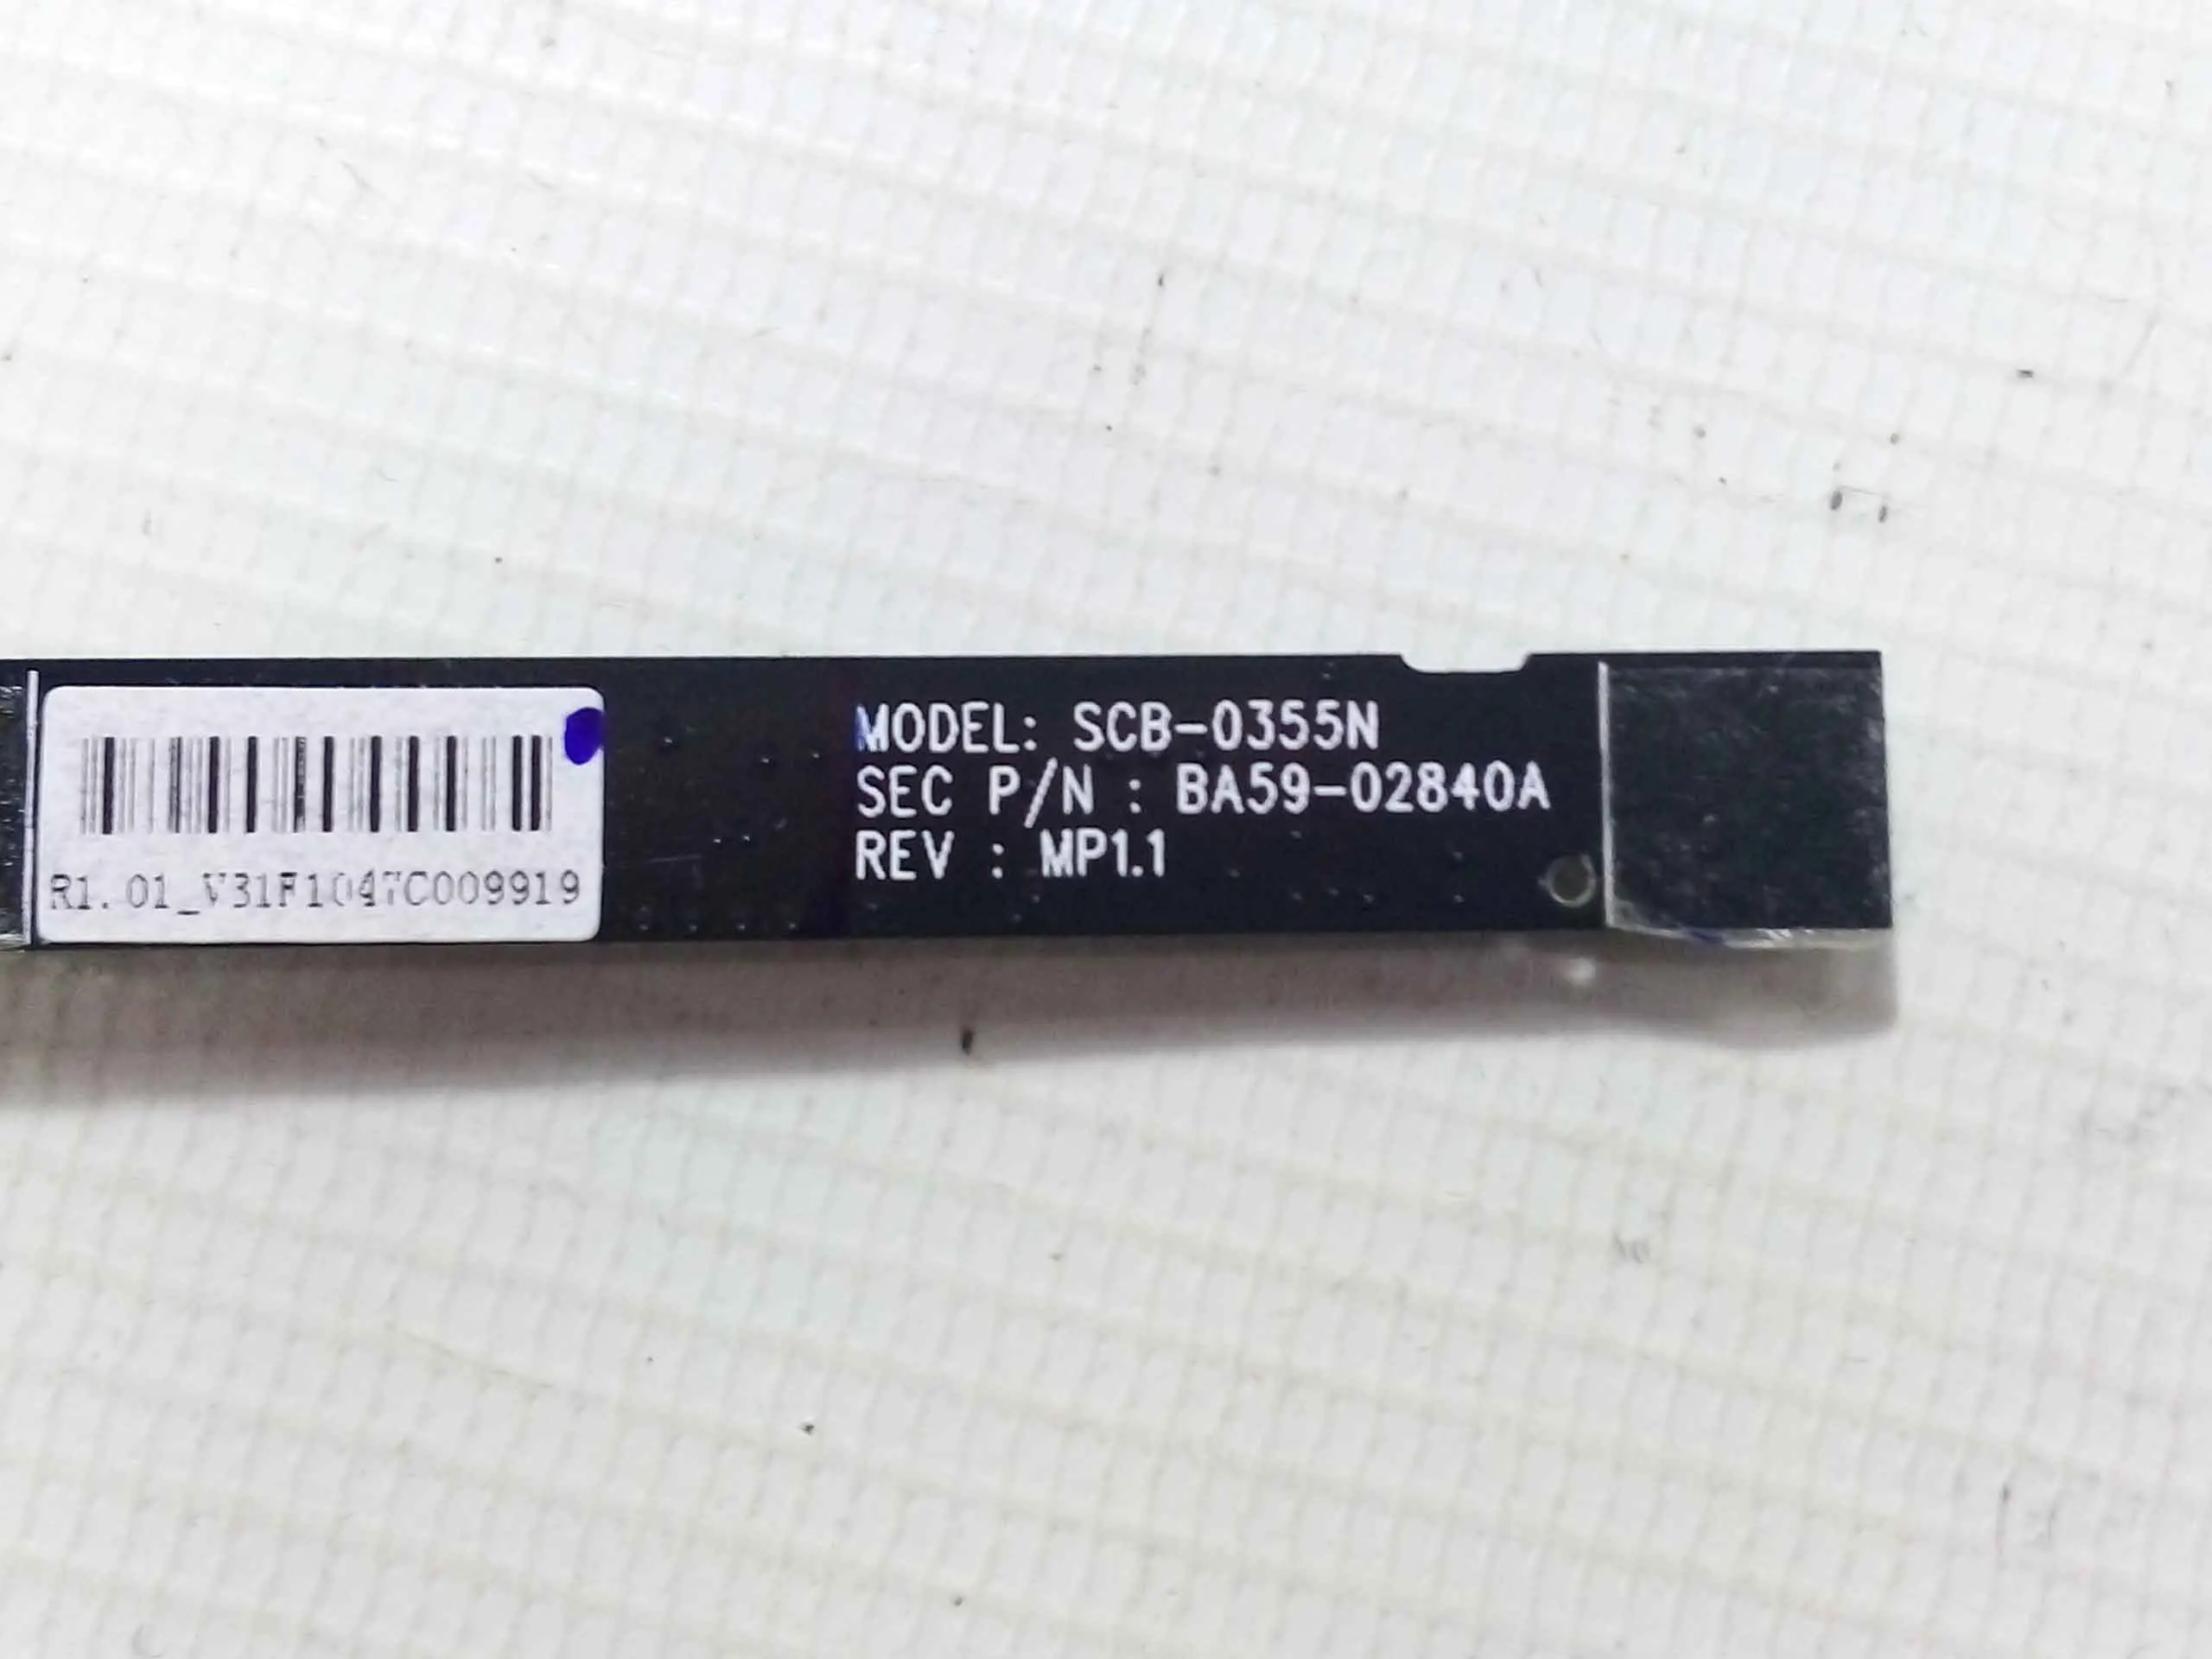 MODEL: SCB-0355N
SEC P/N : BA59-02840A
REV : MP1.1
R1.01_V31F1047C009919